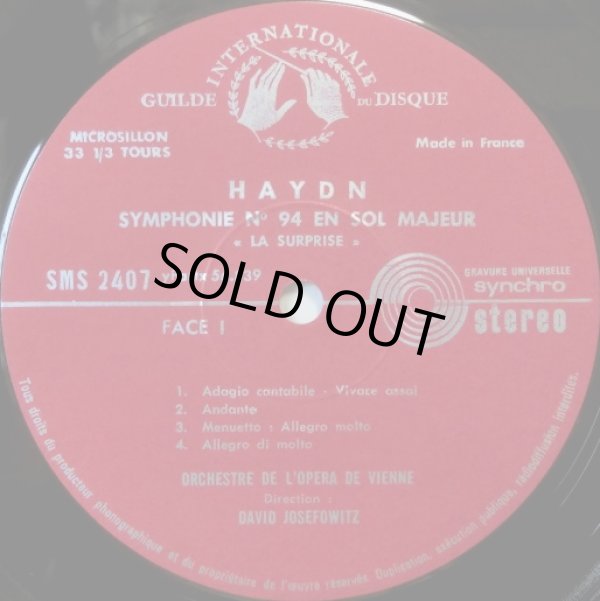 GUILDE INTERNATIONALE DU DISQUE
MICROSILLON
33 1/3 TOURS
Made in France
HAYDN
SYMPHONIE Nº 94 EN SOL MAJEUR
« LA SURPRISE »
SMS 2407
GRAVURE UNIVERSELLE
synchro
stereo
SOLD OUT
FACE I
1. Adagio cantabile - Vivace assai
2. Andante
3. Menuetto : Allegro molto
4. Allegro di molto
ORCHESTRE DE L'OPERA DE VIENNE
Direction :
DAVID JOSEFOWITZ
Tous droits du producteur phonographique et du propriétaire de l'œuvre réservés. Duplication, exécution publique, radiodiffusion interdites.